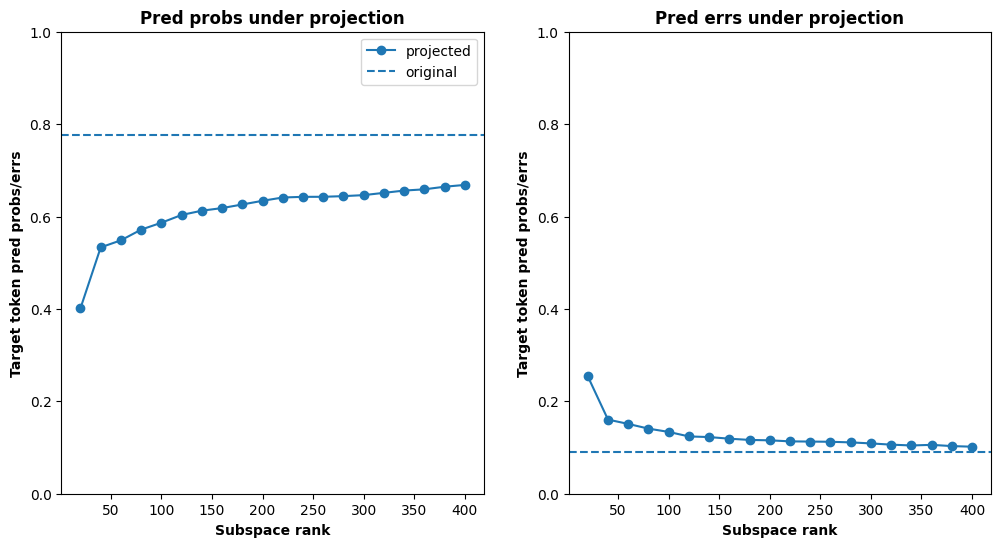 Pred probs under projection
Target token pred probs/errs
1.0
0.8
0.6
0.4
0.2
0.0
projected
original
50 100 150 200 250 300 350 400
Subspace rank
Pred errs under projection
Target token pred probs/errs
1.0
0.8
0.6
0.4
0.2
0.0
50 100 150 200 250 300 350 400
Subspace rank